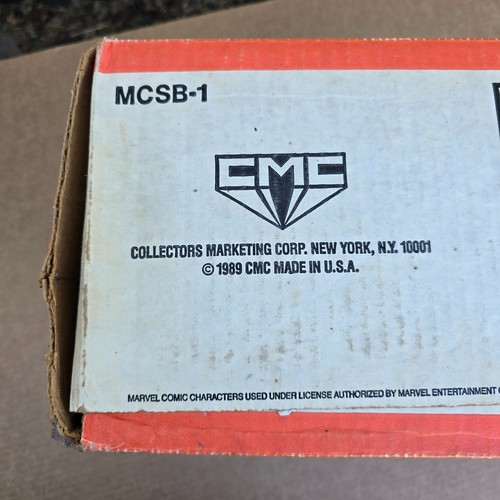 MCSB-1
CMC
COLLECTORS MARKETING CORP. NEW YORK, N.Y. 10001
© 1989 CMC MADE IN U.S.A.
MARVEL COMIC CHARACTERS USED UNDER LICENSE AUTHORIZED BY MARVEL ENTERTAINMENT